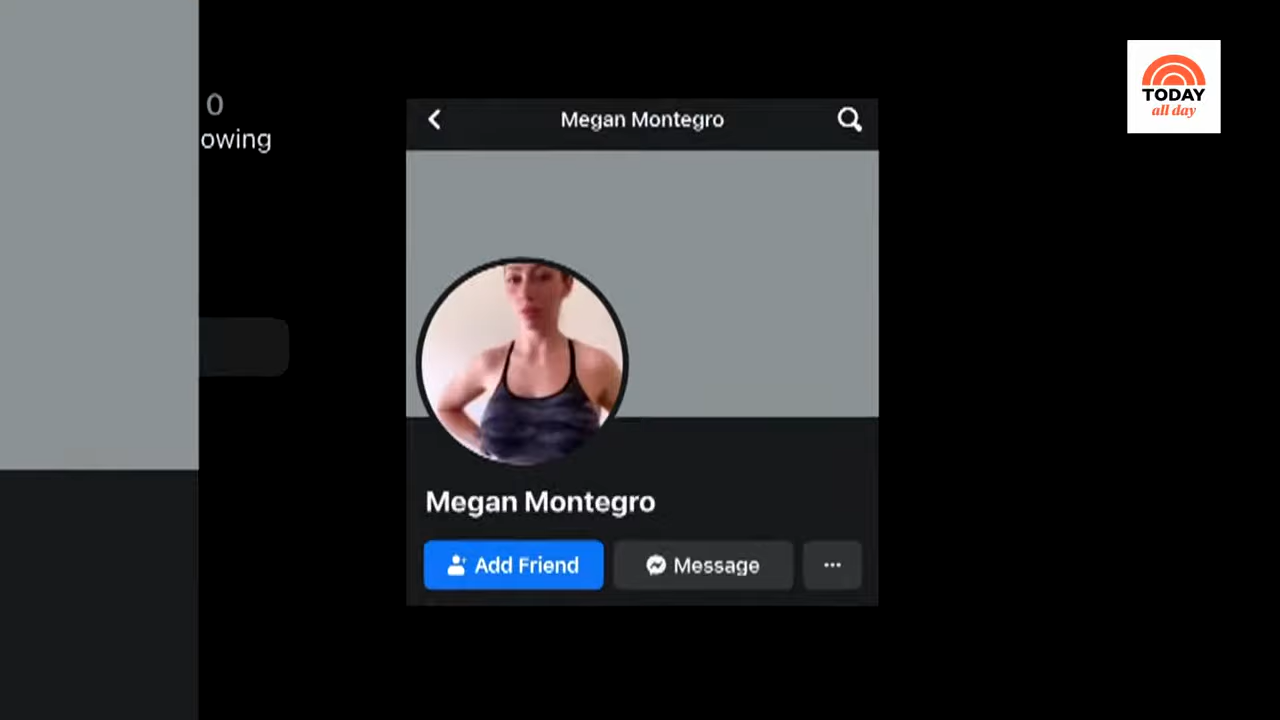 0
owing
Megan Montegro
TODAY
all day
Megan Montegro
Add Friend
Message